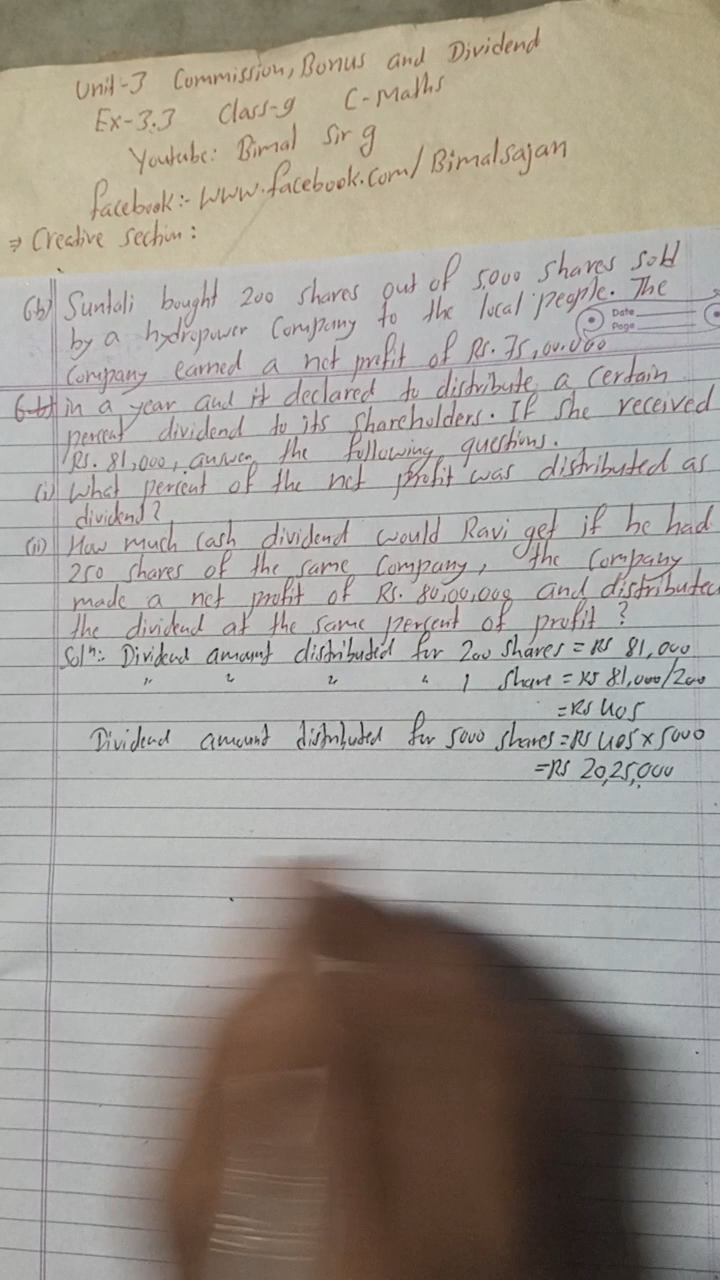 Unit-3 Commission, Bonus and Dividend
Ex-3.3 Class-9 C-Maths
Youtube: Bimal Sir g
facebook:- www.facebook.com/Bimalsajan
⇒ Creative section:
6b) Suntali bought 200 shares out of 5000 shares sold
by a hydropower Company to the local people. The
Date
Page
Company earned a net profit of Rs. 75,00,000
in a year and it declared to distribute a certain
percent dividend to its shareholders. If she received
Rs. 81,000, answer the following questions.
(i) What percent of the net profit was distributed as
dividend?
(ii) How much cash dividend would Ravi get if he had
250 shares of the same Company, the Company
made a net profit of Rs. 80,00,000 and distributed
the dividend at the same percent of profit?
Solⁿ:- Dividend amount distributed for 200 shares = Rs 81,000
" " " " 1 share = Rs 81,000/200
= Rs 405
Dividend amount distributed for 5000 shares = Rs 405 × 5000
= Rs 20,25,000